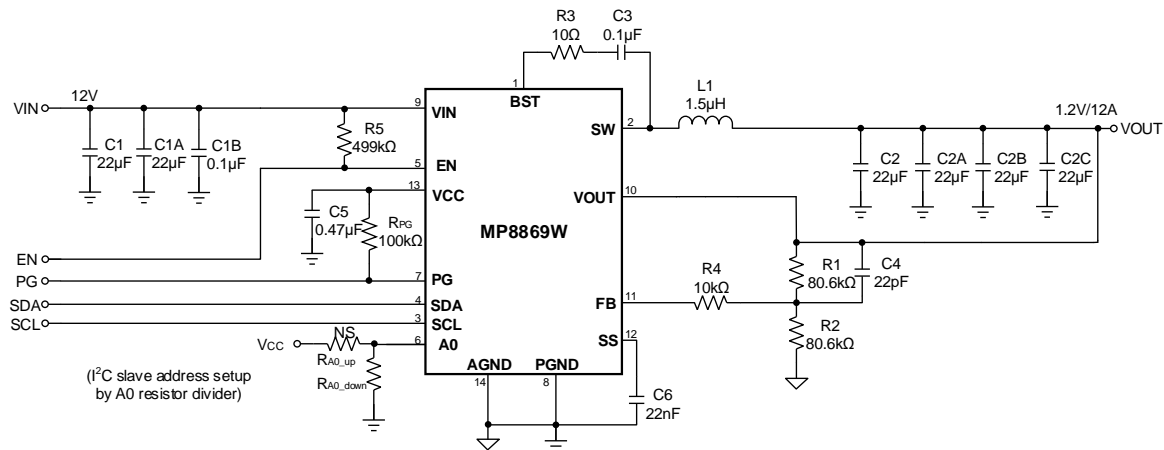 R3
10Ω
C3
0.1µF
1
BST
L1
1.5µH
VIN
12V
9
VIN
SW
2
1.2V/12A
VOUT
C1
22µF
C1A
22µF
C1B
0.1µF
R5
499kΩ
5
EN
C2
22µF
C2A
22µF
C2B
22µF
C2C
22µF
13
VCC
VOUT
10
C5
0.47µF
RPG
100kΩ
MP8869W
EN
PG
7
PG
R4
10kΩ
R1
80.6kΩ
C4
22pF
SDA
4
SDA
FB
11
SCL
3
SCL
R2
80.6kΩ
VCC
NS
6
A0
SS
12
RA0_up
RA0_down
AGND
PGND
14
8
C6
22nF
(I²C slave address setup
by A0 resistor divider)